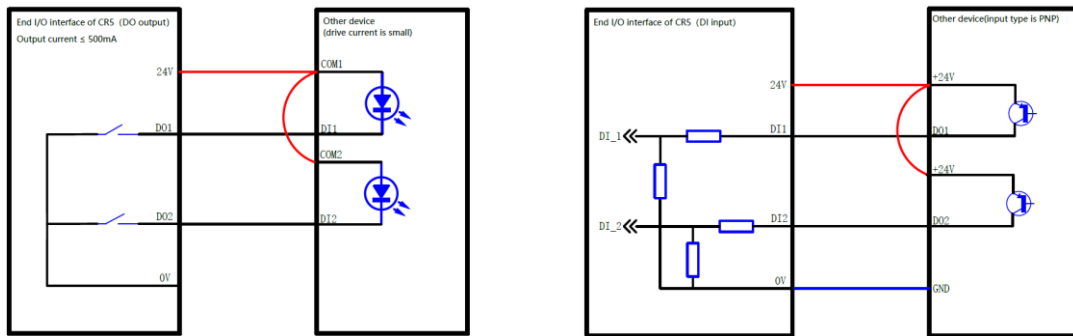 End I/O interface of CR5（DO output）
Output current ≤ 500mA
24V
DO1
DO2
0V
Other device
(drive current is small)
COM1
DI1
COM2
DI2
End I/O interface of CR5（DI input）
24V
DI_1
DI1
DI_2
DI2
0V
Other device(input type is PNP)
+24V
DO1
+24V
DO2
GND